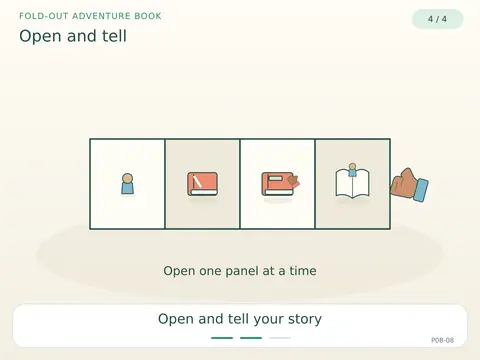 FOLD-OUT ADVENTURE BOOK
4 / 4
Open and tell
Open one panel at a time
Open and tell your story
P08-08